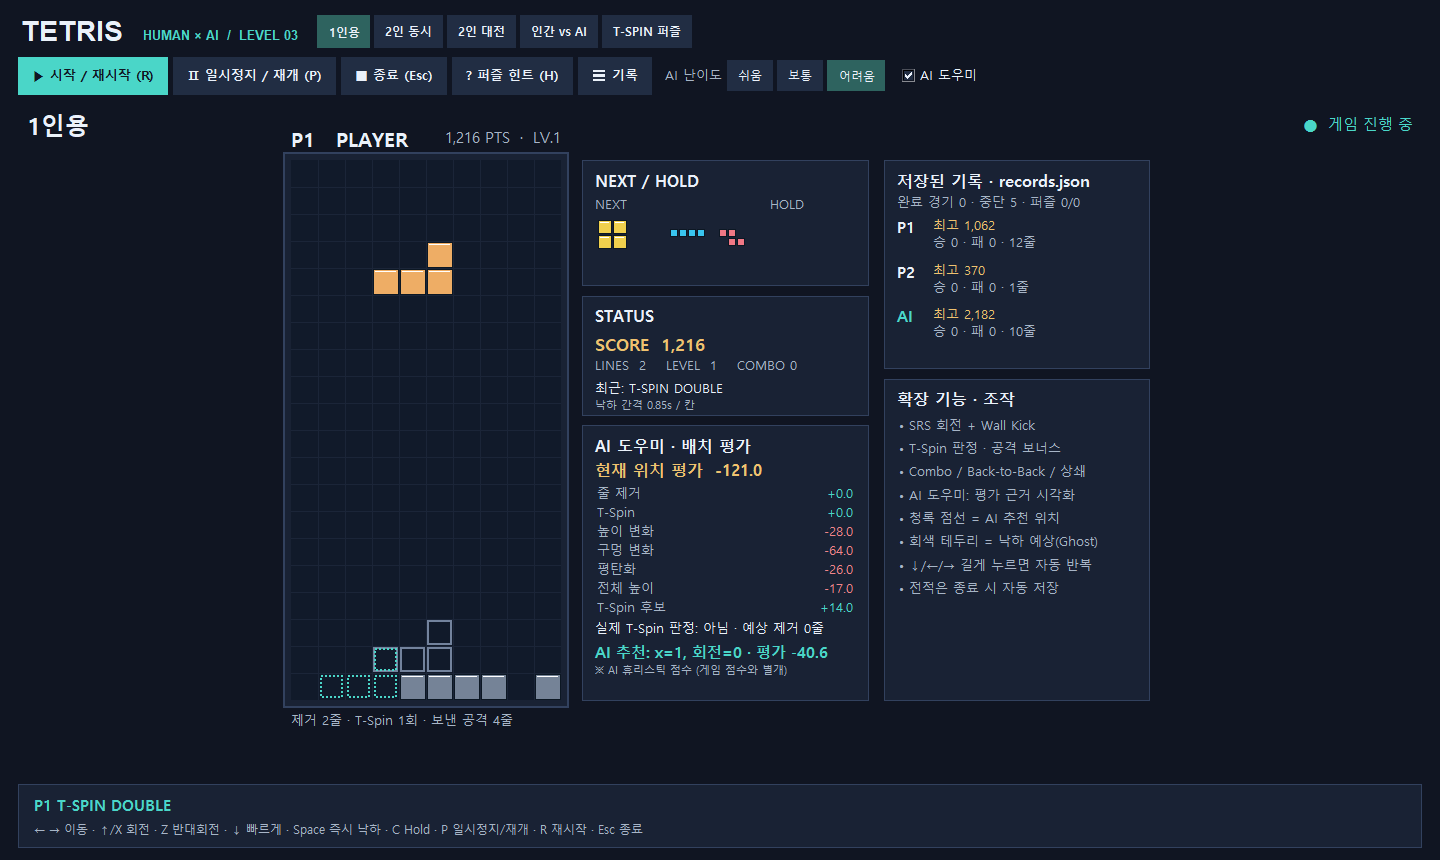 TETRIS HUMAN × AI / LEVEL 03 1인용 2인 동시 2인 대전 인간 vs AI T-SPIN 퍼즐
▶ 시작 / 재시작 (R) II 일시정지 / 재개 (P) ■ 종료 (Esc) ? 퍼즐 힌트 (H) ☰ 기록 AI 난이도 쉬움 보통 어려움 AI 도우미
1인용
● 게임 진행 중
P1 PLAYER 1,216 PTS · LV.1
제거 2줄 · T-Spin 1회 · 보낸 공격 4줄
NEXT / HOLD
NEXT HOLD
STATUS
SCORE 1,216
LINES 2 LEVEL 1 COMBO 0
최근: T-SPIN DOUBLE
낙하 간격 0.85s / 칸
AI 도우미 · 배치 평가
현재 위치 평가 -121.0
줄 제거 +0.0
T-Spin +0.0
높이 변화 -28.0
구멍 변화 -64.0
평탄화 -26.0
전체 높이 -17.0
T-Spin 후보 +14.0
실제 T-Spin 판정: 아님 · 예상 제거 0줄
AI 추천: x=1, 회전=0 · 평가 -40.6
※ AI 휴리스틱 점수 (게임 점수와 별개)
저장된 기록 · records.json
완료 경기 0 · 중단 5 · 퍼즐 0/0
P1 최고 1,062
승 0 · 패 0 · 12줄
P2 최고 370
승 0 · 패 0 · 1줄
AI 최고 2,182
승 0 · 패 0 · 10줄
확장 기능 · 조작
• SRS 회전 + Wall Kick
• T-Spin 판정 · 공격 보너스
• Combo / Back-to-Back / 상쇄
• AI 도우미: 평가 근거 시각화
• 청록 점선 = AI 추천 위치
• 회색 테두리 = 낙하 예상(Ghost)
• ↓/←/→ 길게 누르면 자동 반복
• 전적은 종료 시 자동 저장
P1 T-SPIN DOUBLE
← → 이동 · ↑/X 회전 · Z 반대회전 · ↓ 빠르게 · Space 즉시 낙하 · C Hold · P 일시정지/재개 · R 재시작 · Esc 종료